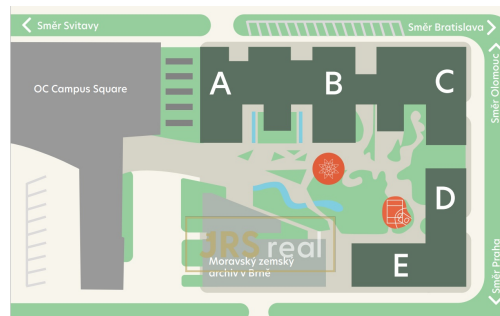 Směr Svitavy
Směr Bratislava
Směr Olomouc
A
B
C
OC Campus Square
D
JRS real
Moravský zemský
archiv v Brně
E
Směr Praha